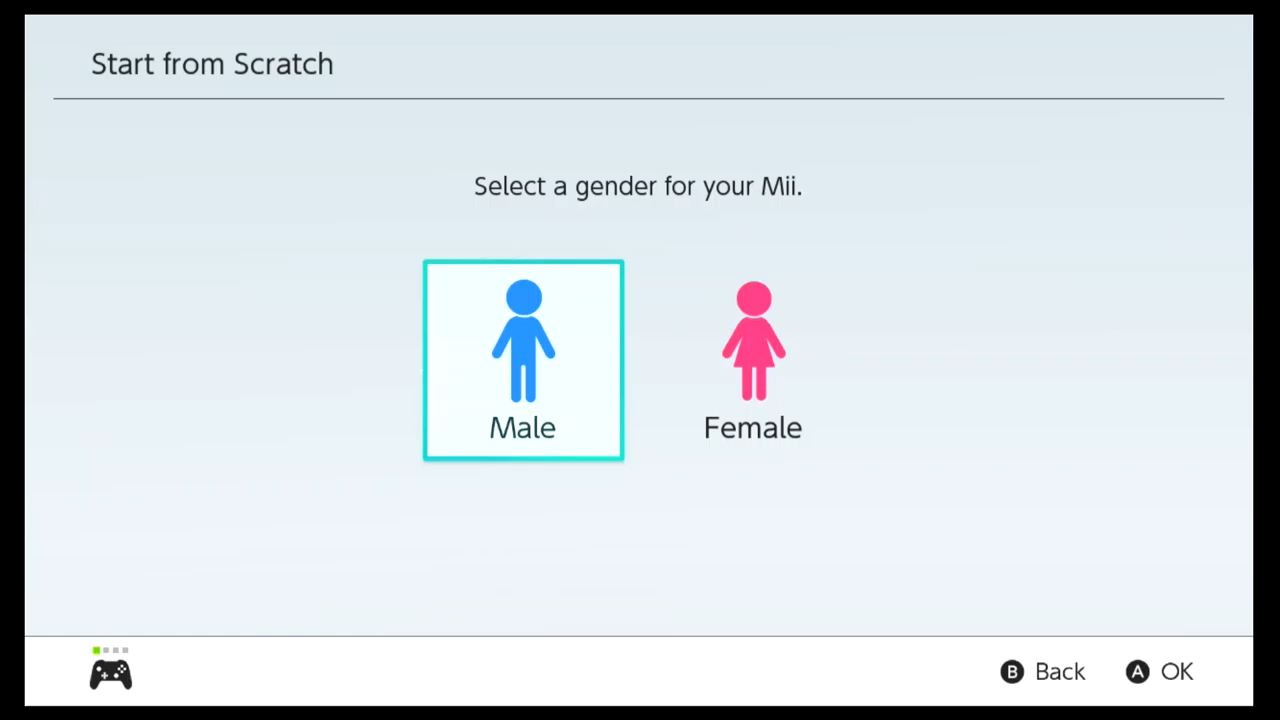 Start from Scratch
Select a gender for your Mii.
Male
Female
B Back A OK